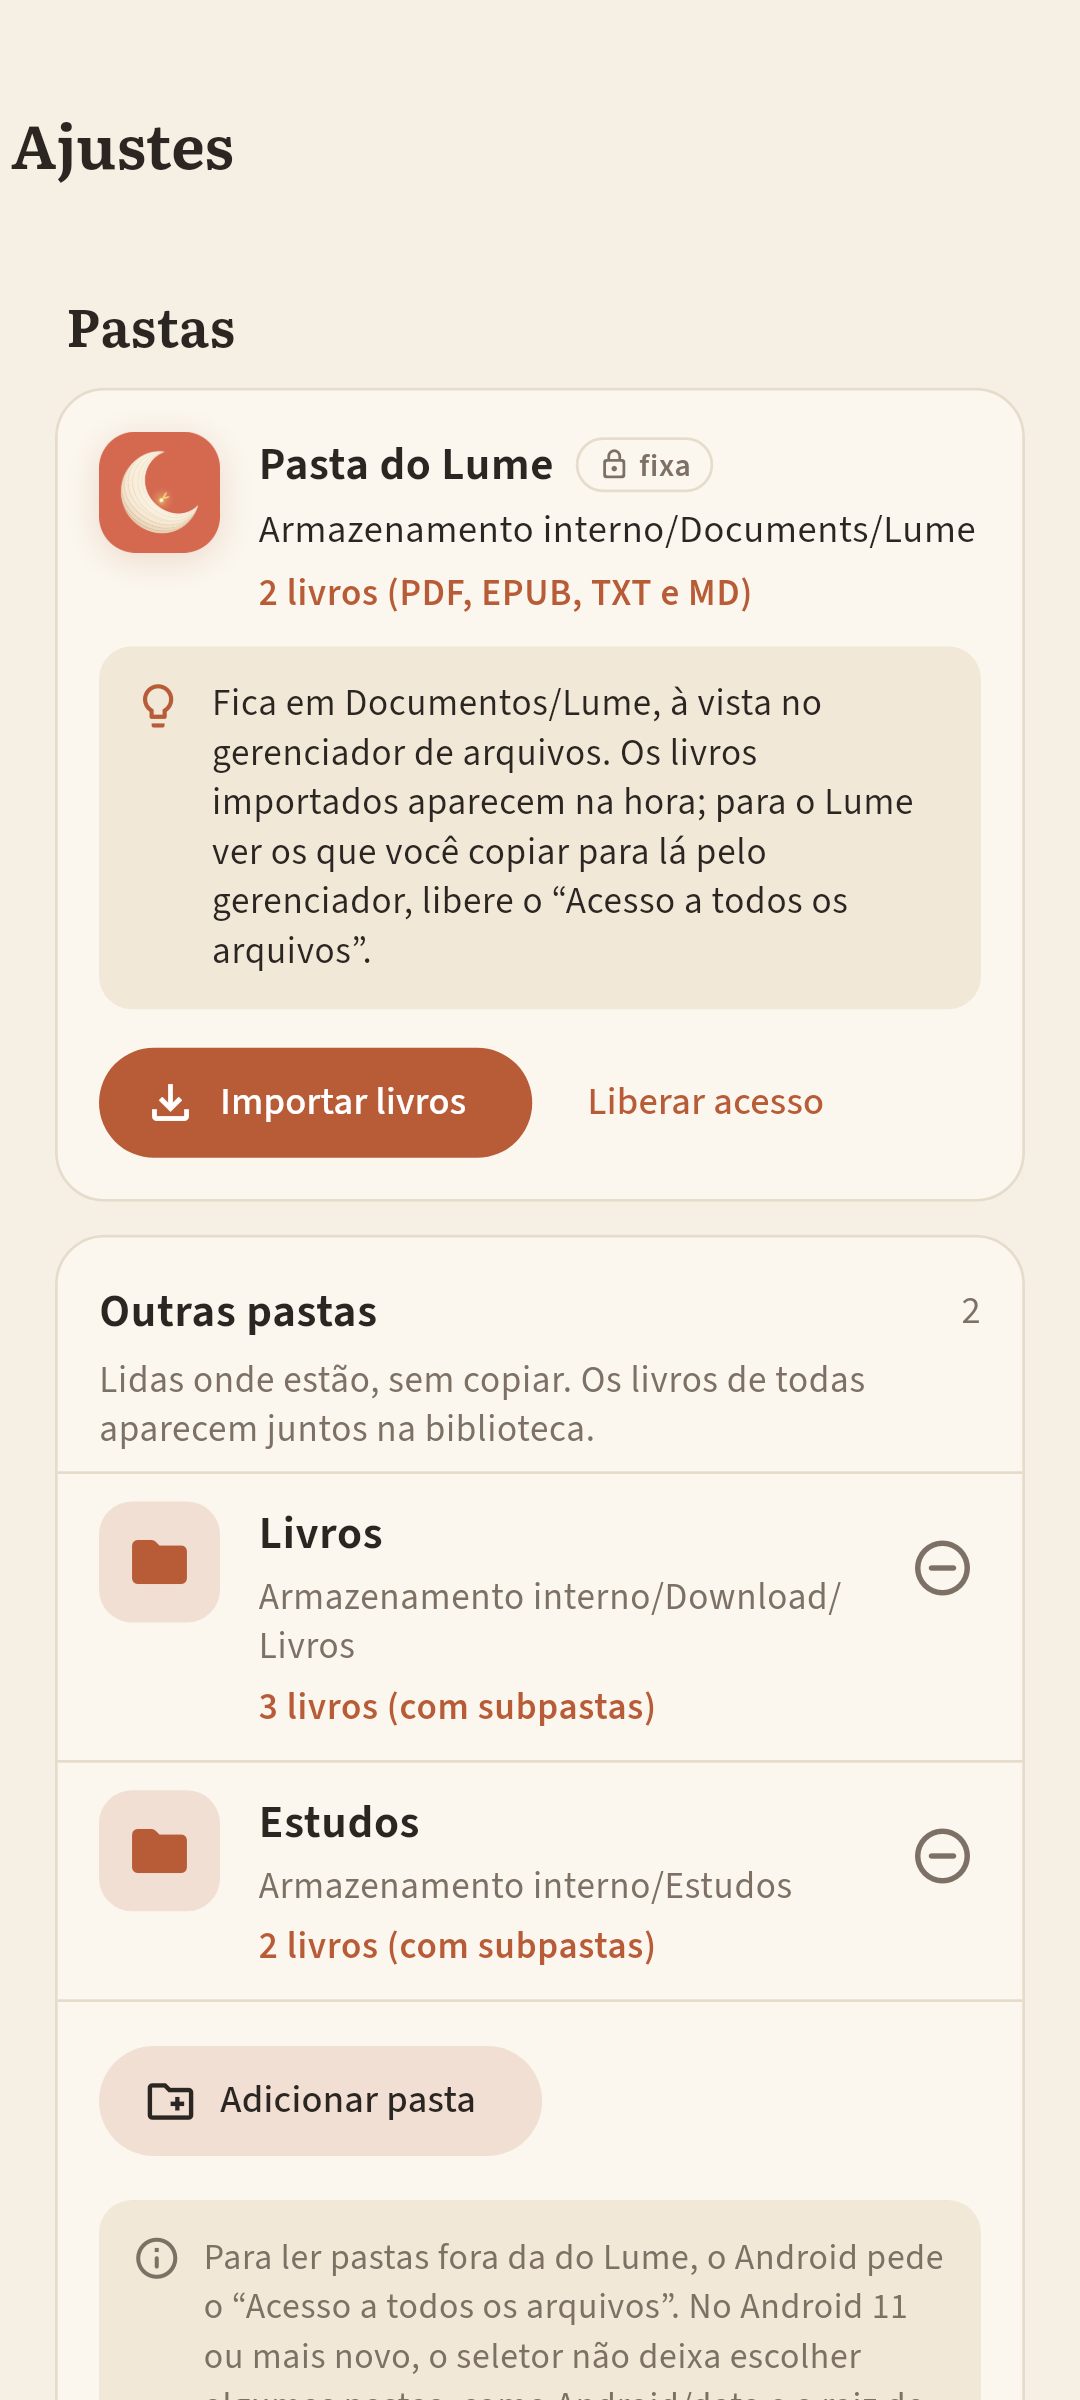 Ajustes
Pastas
Pasta do Lume
fixa
Armazenamento interno/Documents/Lume
2 livros (PDF, EPUB, TXT e MD)
Fica em Documentos/Lume, à vista no
gerenciador de arquivos. Os livros
importados aparecem na hora; para o Lume
ver os que você copiar para lá pelo
gerenciador, libere o “Acesso a todos os
arquivos”.
Importar livros
Liberar acesso
Outras pastas
2
Lidas onde estão, sem copiar. Os livros de todas
aparecem juntos na biblioteca.
Livros
Armazenamento interno/Download/
Livros
3 livros (com subpastas)
Estudos
Armazenamento interno/Estudos
2 livros (com subpastas)
Adicionar pasta
Para ler pastas fora da do Lume, o Android pede
o “Acesso a todos os arquivos”. No Android 11
ou mais novo, o seletor não deixa escolher